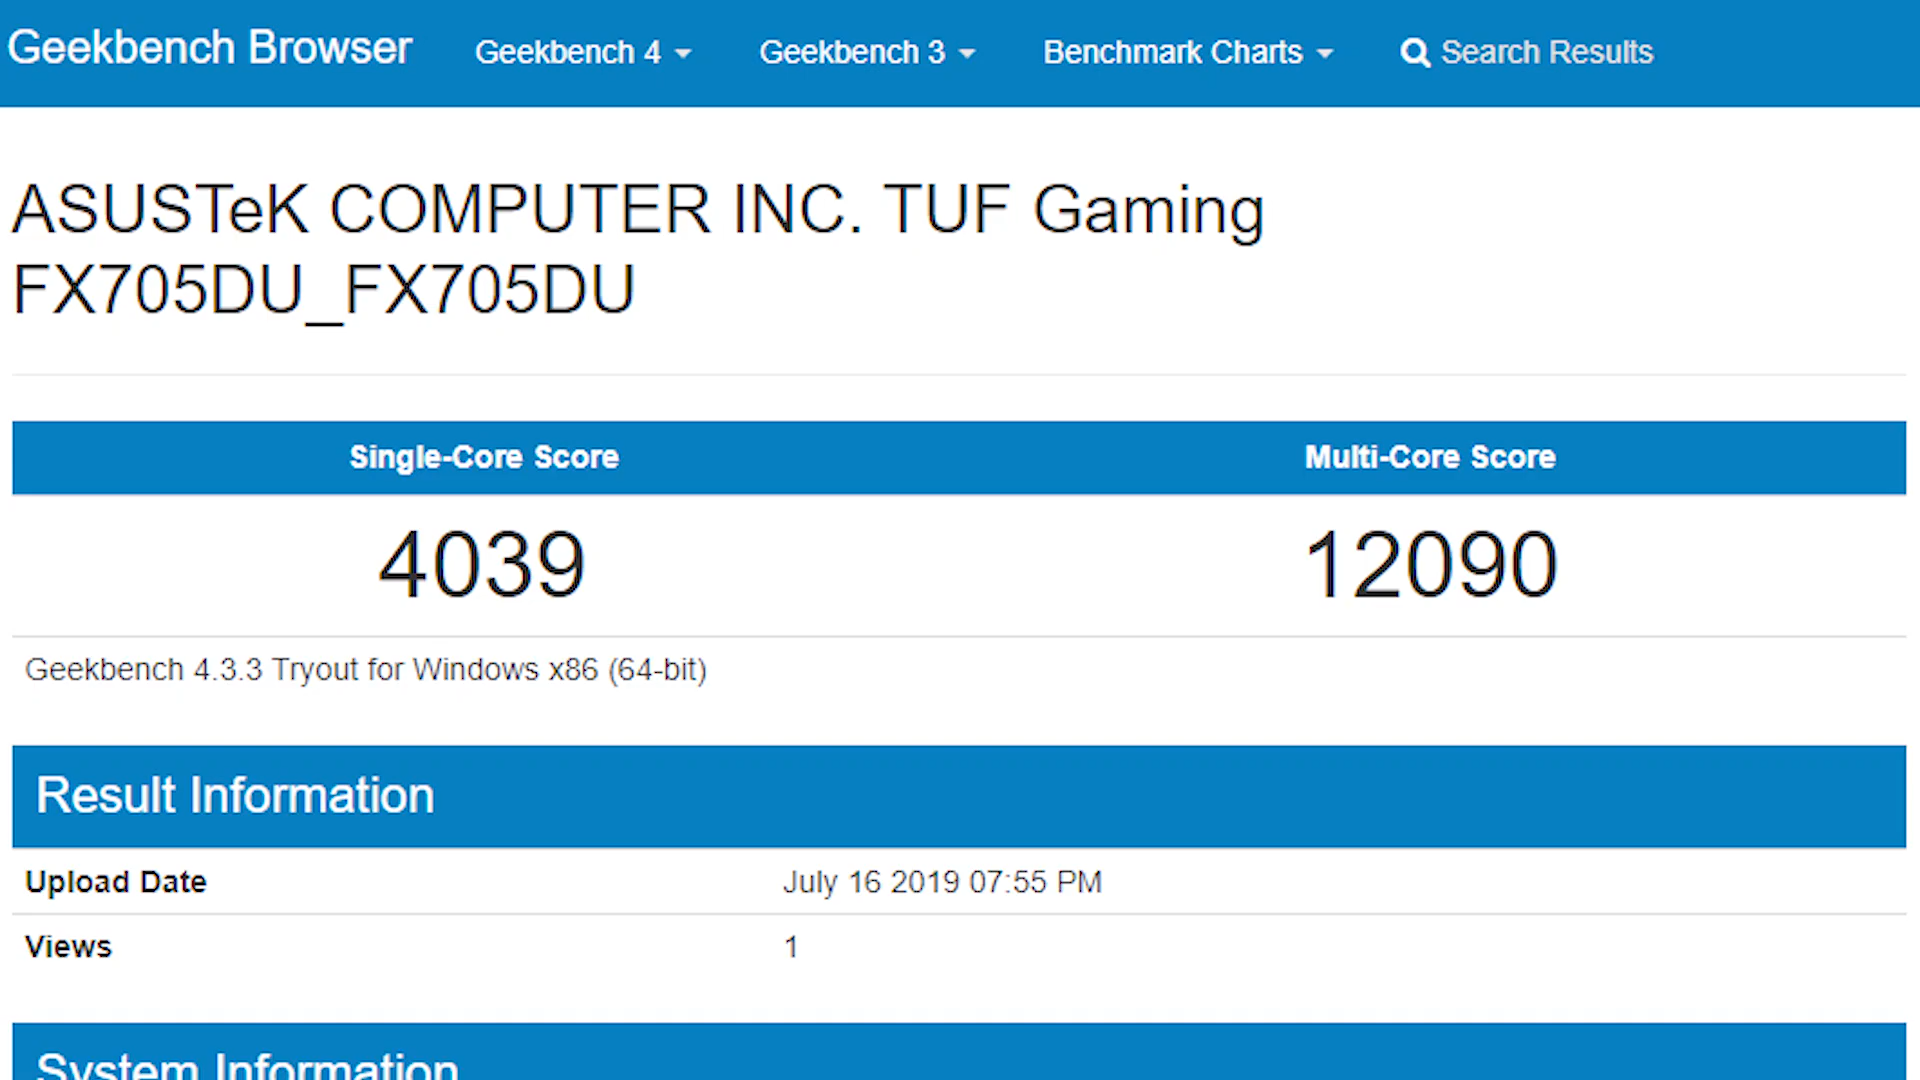 Geekbench Browser Geekbench 4 Geekbench 3 Benchmark Charts Search Results
ASUSTeK COMPUTER INC. TUF Gaming
FX705DU_FX705DU
Single-Core Score Multi-Core Score
4039 12090
Geekbench 4.3.3 Tryout for Windows x86 (64-bit)
Result Information
Upload Date July 16 2019 07:55 PM
Views 1
System Information